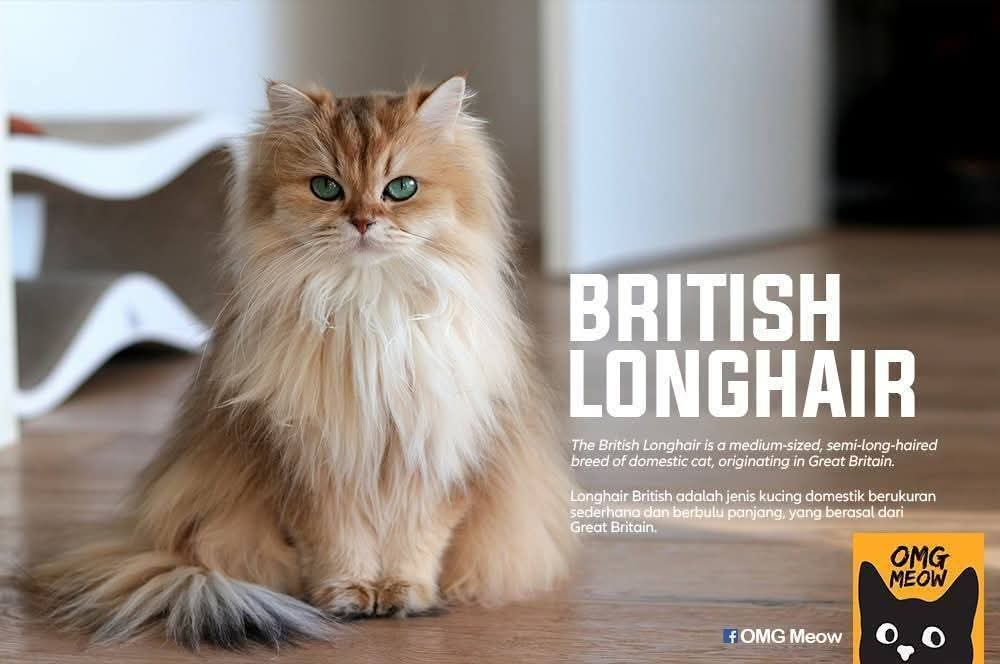 BRITISH
LONGHAIR
The British Longhair is a medium-sized, semi-long-haired
breed of domestic cat, originating in Great Britain.
Longhair British adalah jenis kucing domestik berukuran
sederhana dan berbulu panjang, yang berasal dari
Great Britain.
OMG
MEOW
f OMG Meow